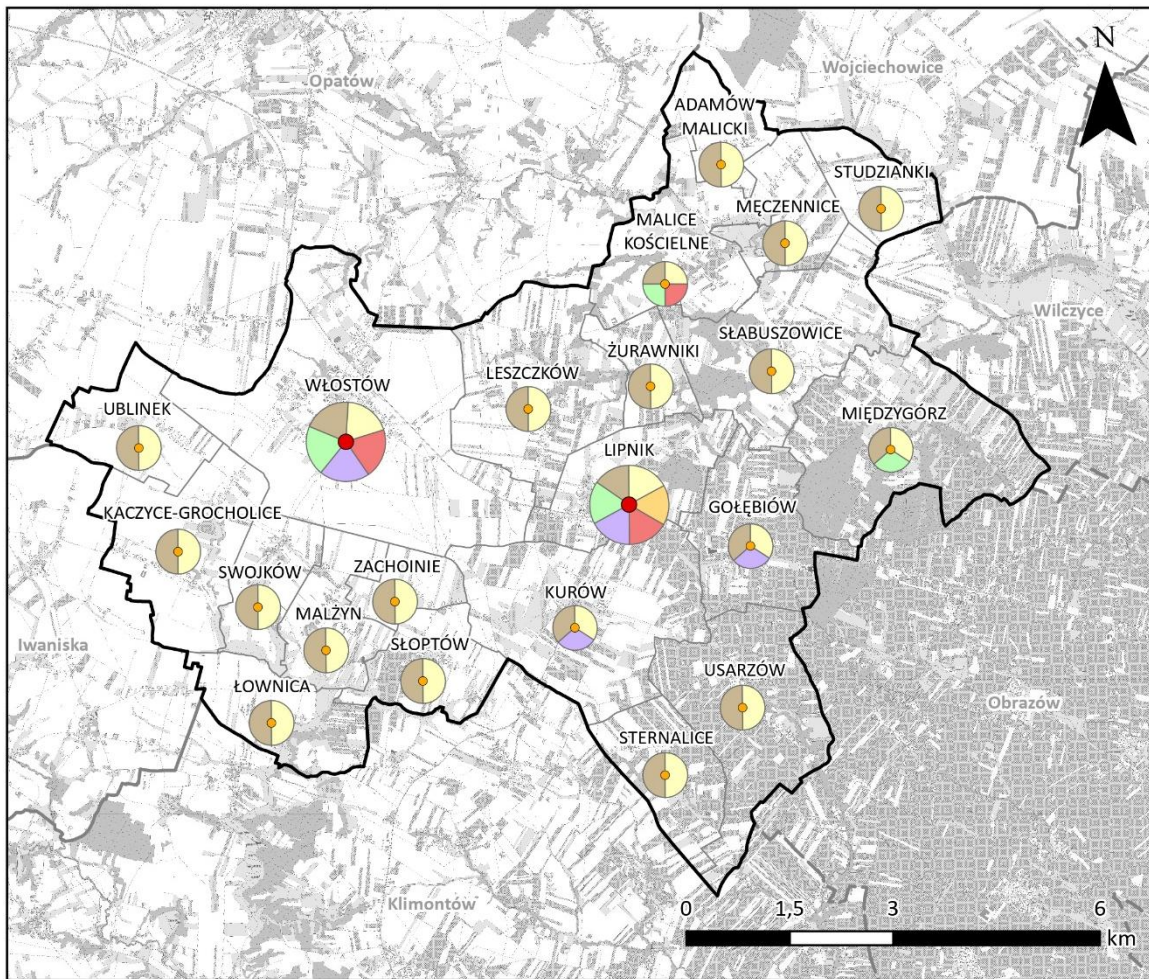 N
Opatów
Wojciechowice
ADAMÓW
MALICKI
STUDZIANKI
MĘCZENNICE
MALICE
KOŚCIELNE
Wilczyce
SŁABUSZOWICE
ŻURAWNIKI
LESZCZKÓW
WŁOSTÓW
UBLINEK
MIĘDZYGÓRZ
LIPNIK
GOŁĘBIÓW
KACZYCE-GROCHOLICE
ZACHOINIE
SWOJKÓW
KURÓW
MALŻYN
SŁOPTÓW
Iwaniska
USARZÓW
ŁOWNICA
Obrazów
STERNALICE
Klimontów
0 1,5 3 6
km